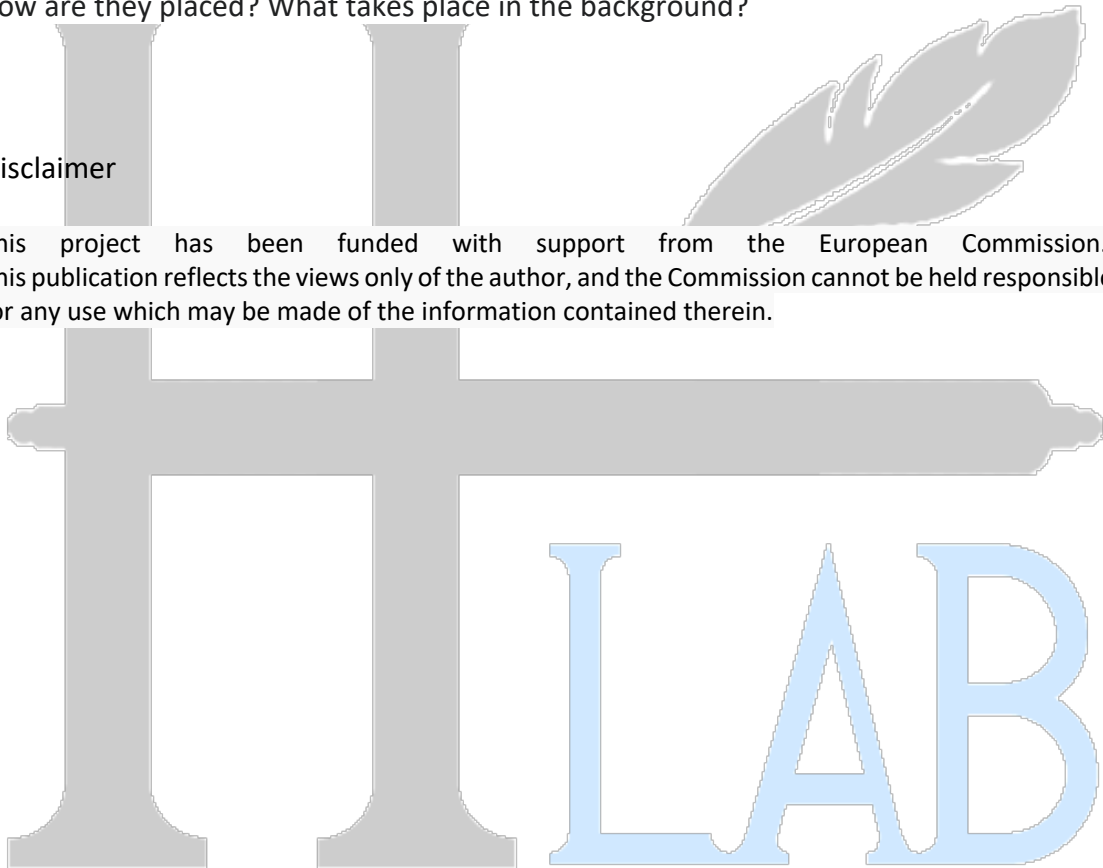 ow are they placed? What takes place in the background?
isclaimer
his project has been funded with support from the European Commission.
his publication reflects the views only of the author, and the Commission cannot be held responsible
or any use which may be made of the information contained therein.
LAB